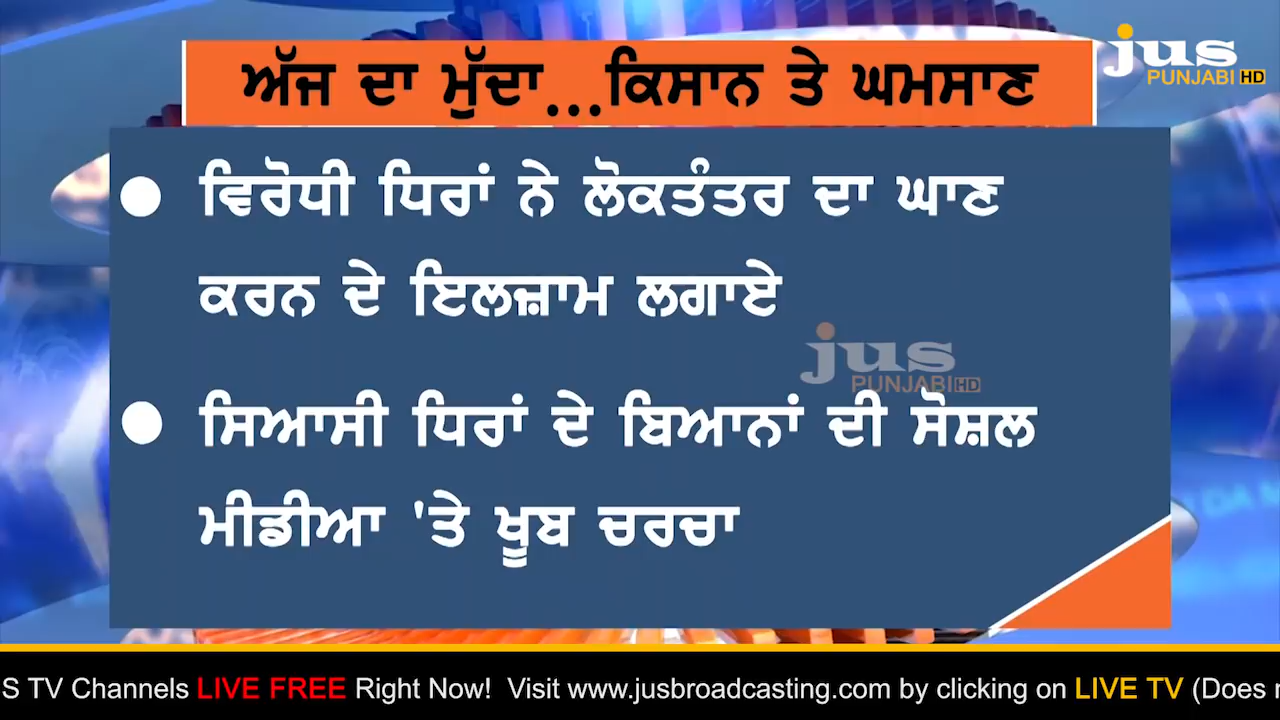 ਅੱਜ ਦਾ ਮੁੱਦਾ...ਕਿਸਾਨ ਤੇ ਘਮਸਾਣ
jus
PUNJABI HD
ਵਿਰੋਧੀ ਧਿਰਾਂ ਨੇ ਲੋਕਤੰਤਰ ਦਾ ਘਾਣ
ਕਰਨ ਦੇ ਇਲਜ਼ਾਮ ਲਗਾਏ
jus
PUNJABI HD
ਸਿਆਸੀ ਧਿਰਾਂ ਦੇ ਬਿਆਨਾਂ ਦੀ ਸੋਸ਼ਲ
ਮੀਡੀਆ 'ਤੇ ਖੂਬ ਚਰਚਾ
S TV Channels LIVE FREE Right Now! Visit www.jusbroadcasting.com by clicking on LIVE TV (Does